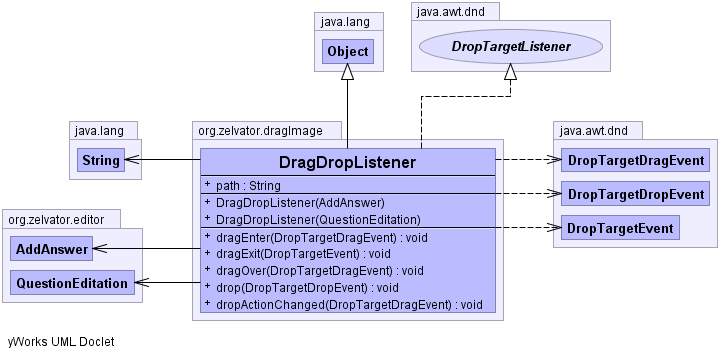 java.lang
Object
java.awt.dnd
DropTargetListener
java.lang
String
org.zelvator.dragImage
DragDropListener
+ path : String
+ DragDropListener(AddAnswer)
+ DragDropListener(QuestionEditation)
+ dragEnter(DropTargetDragEvent) : void
+ dragExit(DropTargetEvent) : void
+ dragOver(DropTargetDragEvent) : void
+ drop(DropTargetDropEvent) : void
+ dropActionChanged(DropTargetDragEvent) : void
java.awt.dnd
DropTargetDragEvent
DropTargetDropEvent
DropTargetEvent
org.zelvator.editor
AddAnswer
QuestionEditation
yWorks UML Doclet